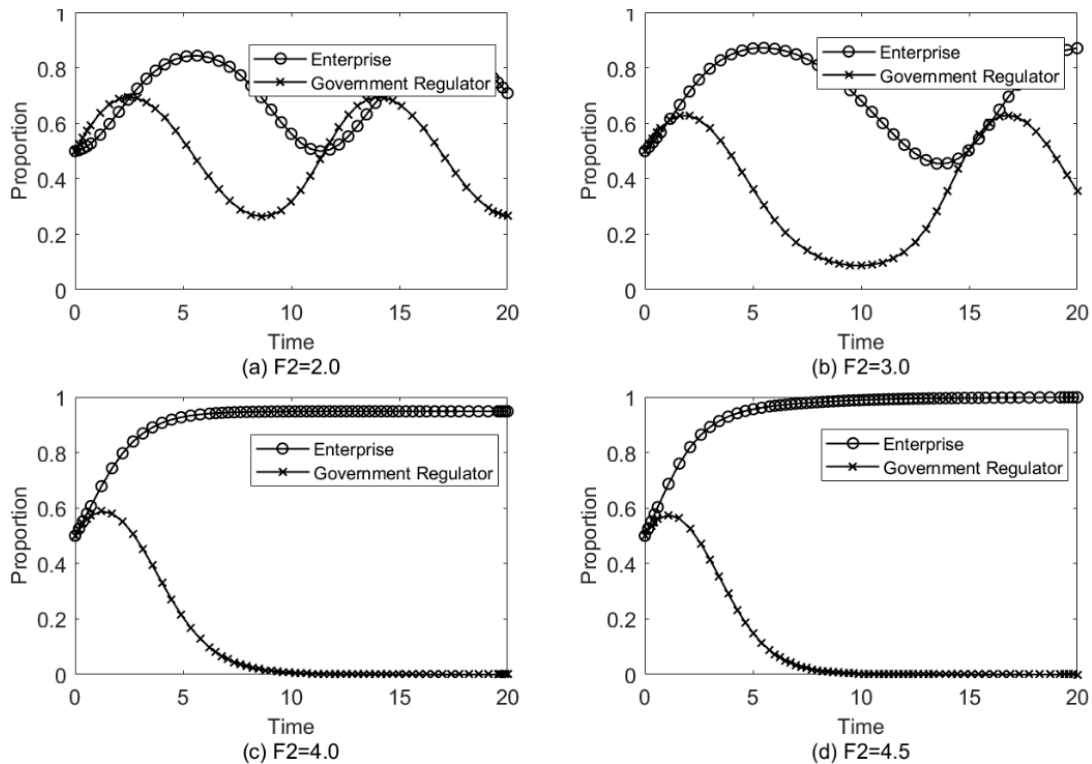 1
0.8
0.6
0.4
0.2
0
Proportion
Enterprise
Government Regulator
0 5 10 15 20
Time
(a) F2=2.0
1
0.8
0.6
0.4
0.2
0
Proportion
Enterprise
Government Regulator
0 5 10 15 20
Time
(b) F2=3.0
1
0.8
0.6
0.4
0.2
0
Proportion
Enterprise
Government Regulator
0 5 10 15 20
Time
(c) F2=4.0
1
0.8
0.6
0.4
0.2
0
Proportion
Enterprise
Government Regulator
0 5 10 15 20
Time
(d) F2=4.5